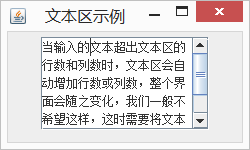 文本区示例
当输入的文本超出文本区的
行数和列数时，文本区会自
动增加行数或列数，整个界
面会随之变化，我们一般不
希望这样，这时需要将文本